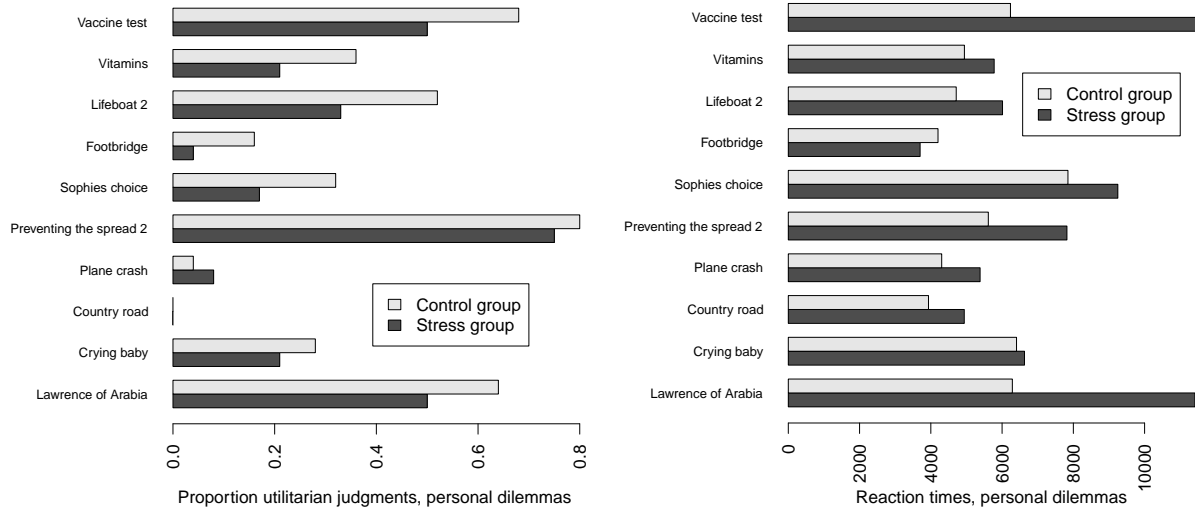 Vaccine test
Vitamins
Lifeboat 2
Footbridge
Sophies choice
Preventing the spread 2
Plane crash
Country road
Crying baby
Lawrence of Arabia
Control group
Stress group
0.0
0.2
0.4
0.6
0.8
Proportion utilitarian judgments, personal dilemmas
Vaccine test
Vitamins
Lifeboat 2
Footbridge
Sophies choice
Preventing the spread 2
Plane crash
Country road
Crying baby
Lawrence of Arabia
Control group
Stress group
0
2000
4000
6000
8000
10000
Reaction times, personal dilemmas